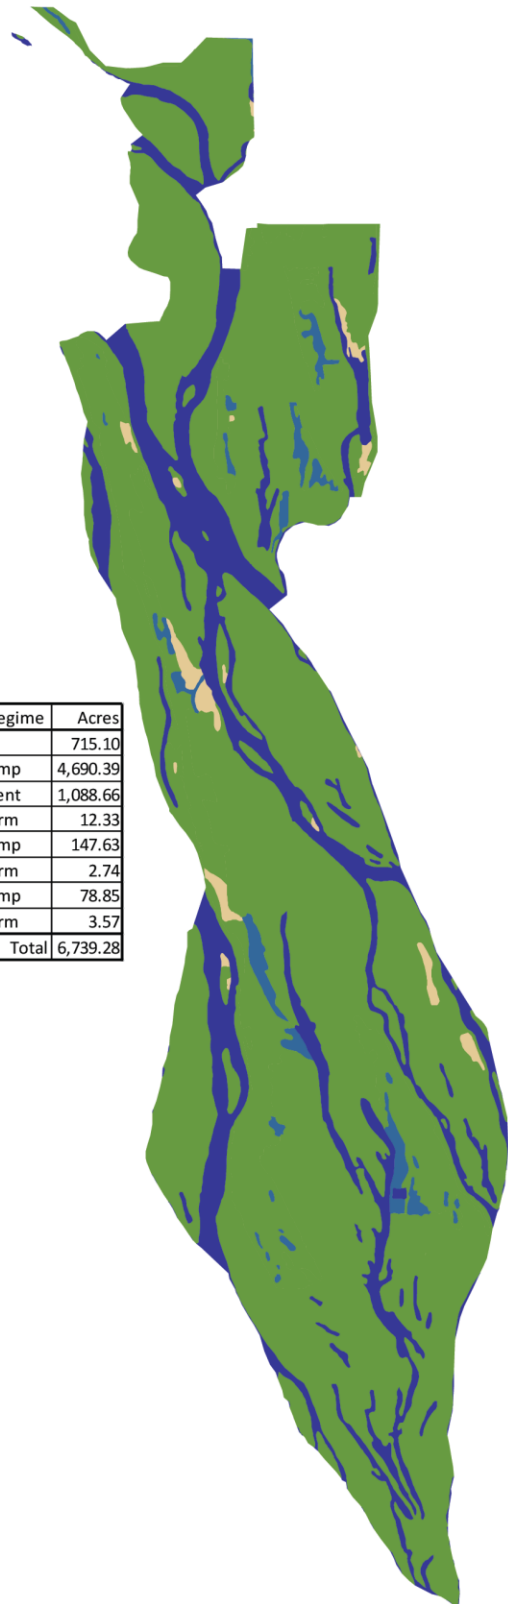 egime Acres
715.10
mp 4,690.39
ent 1,088.66
rm 12.33
mp 147.63
rm 2.74
mp 78.85
rm 3.57
Total 6,739.28